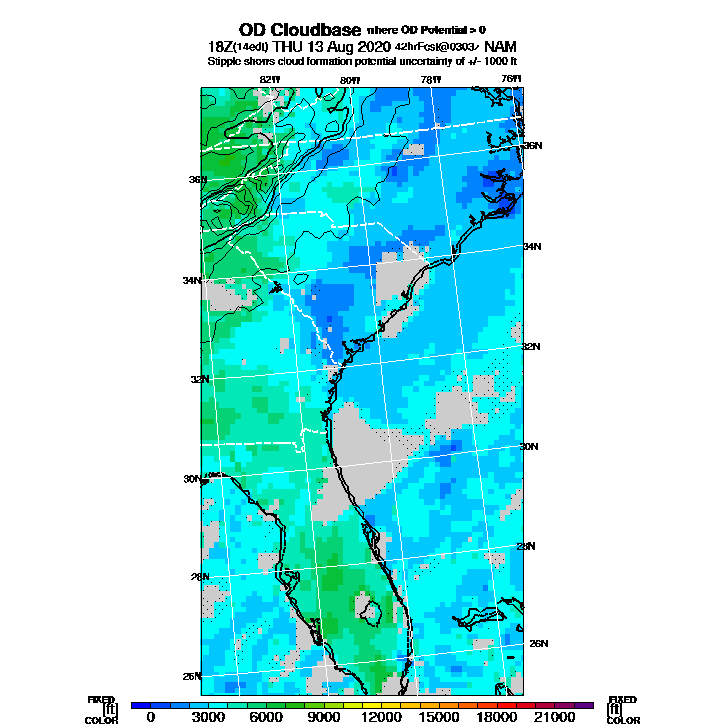 OD Cloudbase where OD Potential > 0
18Z(14edt) THU 13 Aug 2020 42hrFcst@0303z NAM
Stipple shows cloud formation potential uncertainty of +/- 1000 ft
82W 80W 78W 76W
36N
36N
34N
34N
32N
32N
30N
30N
28N
28N
26N
26N
FIXED FIXED
[ft] [ft]
COLOR COLOR
0 3000 6000 9000 12000 15000 18000 21000